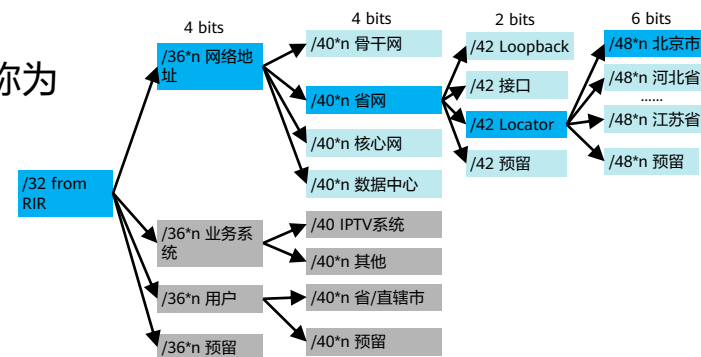 4 bits
4 bits
2 bits
6 bits
称为
/32 from
RIR
/36*n 网络地
址
/36*n 业务系
统
/36*n 用户
/36*n 预留
/40*n 骨干网
/40*n 省网
/40*n 核心网
/40*n 数据中心
/40 IPTV系统
/40*n 其他
/40*n 省/直辖市
/40*n 预留
/42 Loopback
/42 接口
/42 Locator
/42 预留
/48*n 北京市
/48*n 河北省
……
/48*n 江苏省
/48*n 预留